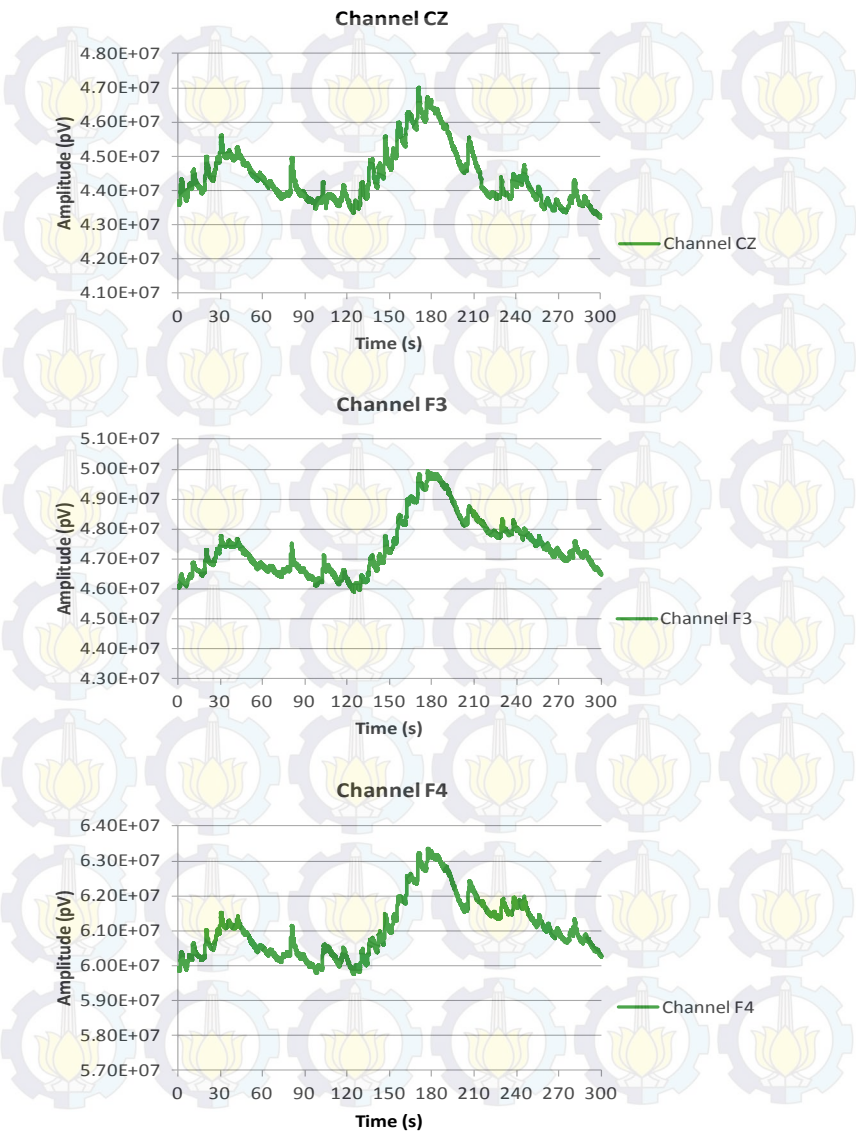 Channel CZ
Amplitude (pV)
4.80E+07
4.70E+07
4.60E+07
4.50E+07
4.40E+07
4.30E+07
4.20E+07
4.10E+07
0 30 60 90 120 150 180 210 240 270 300
Time (s)
Channel CZ
Channel F3
Amplitude (pV)
5.10E+07
5.00E+07
4.90E+07
4.80E+07
4.70E+07
4.60E+07
4.50E+07
4.40E+07
4.30E+07
0 30 60 90 120 150 180 210 240 270 300
Time (s)
Channel F3
Channel F4
Amplitude (pV)
6.40E+07
6.30E+07
6.20E+07
6.10E+07
6.00E+07
5.90E+07
5.80E+07
5.70E+07
0 30 60 90 120 150 180 210 240 270 300
Time (s)
Channel F4